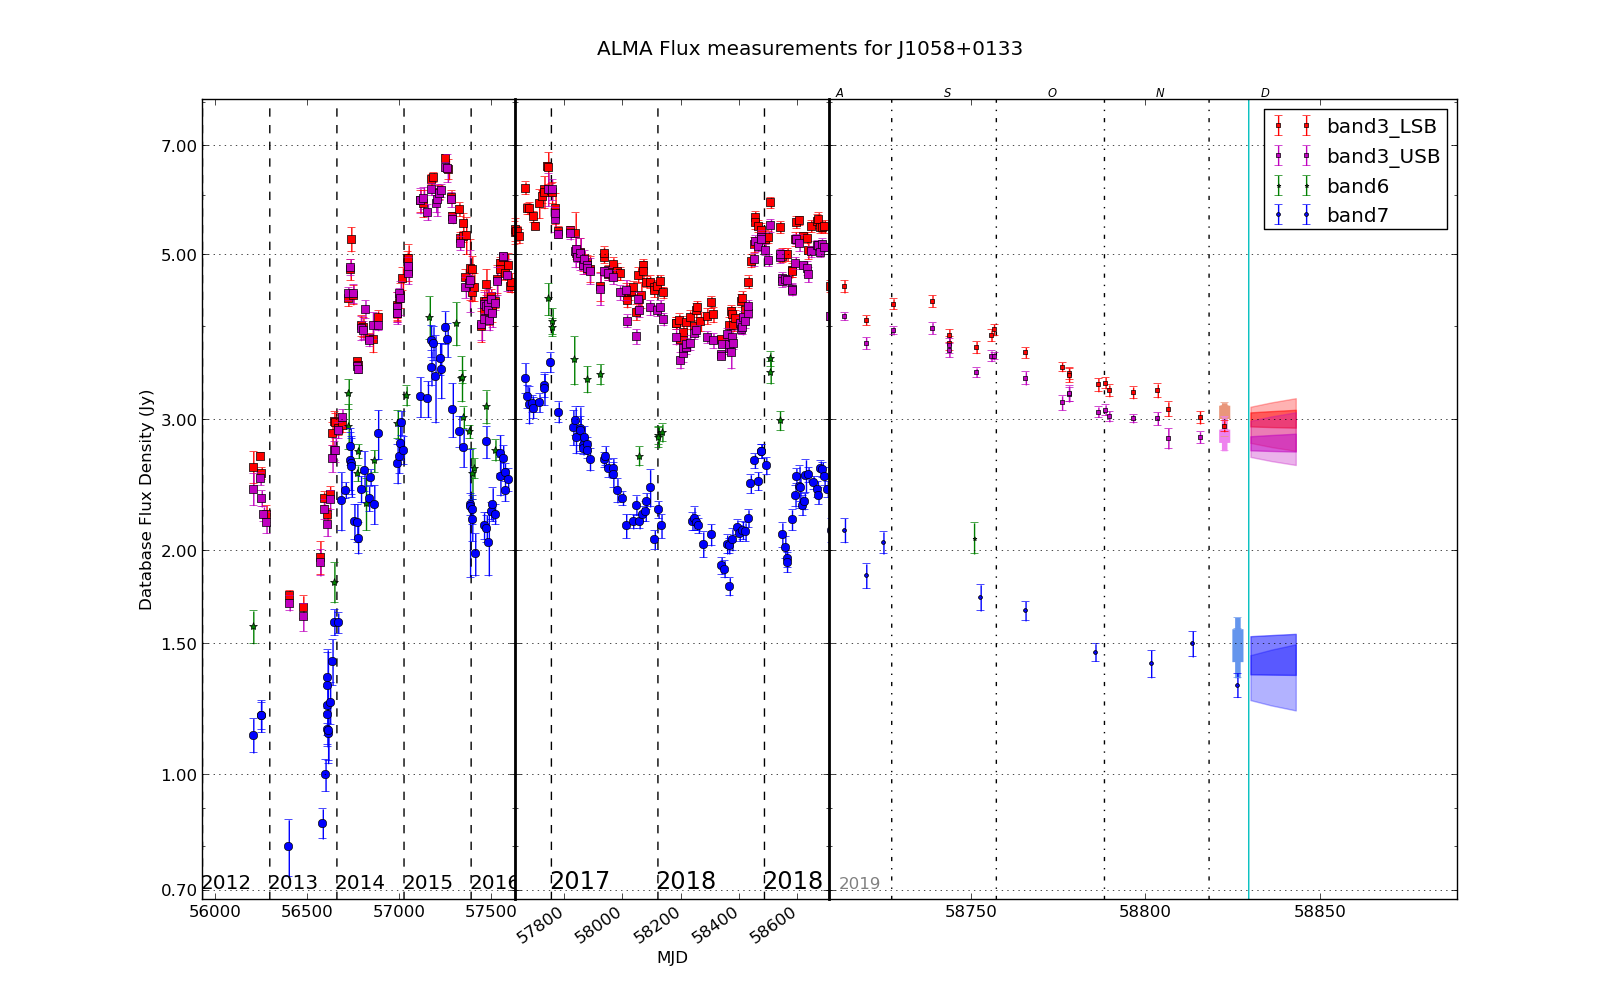 ALMA Flux measurements for J1058+0133
A S O N D
band3_LSB
band3_USB
band6
band7
7.00
5.00
3.00
2.00
1.50
1.00
0.70
Database Flux Density (Jy)
2012 2013 2014 2015 2016 2017 2018 2018 2019
56000 56500 57000 57500 57800 58000 58200 58400 58600 58750 58800 58850
MJD